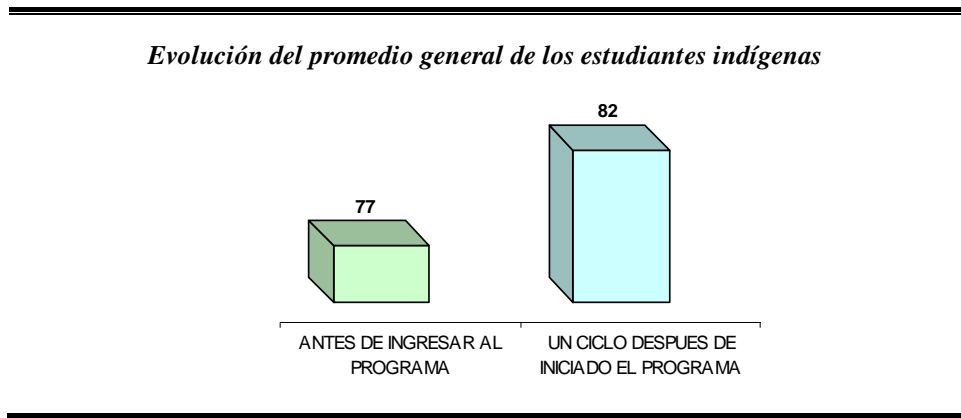 Evolución del promedio general de los estudiantes indígenas
82
77
ANTES DE INGRESAR AL
PROGRAMA
UN CICLO DESPUES DE
INICIADO EL PROGRAMA